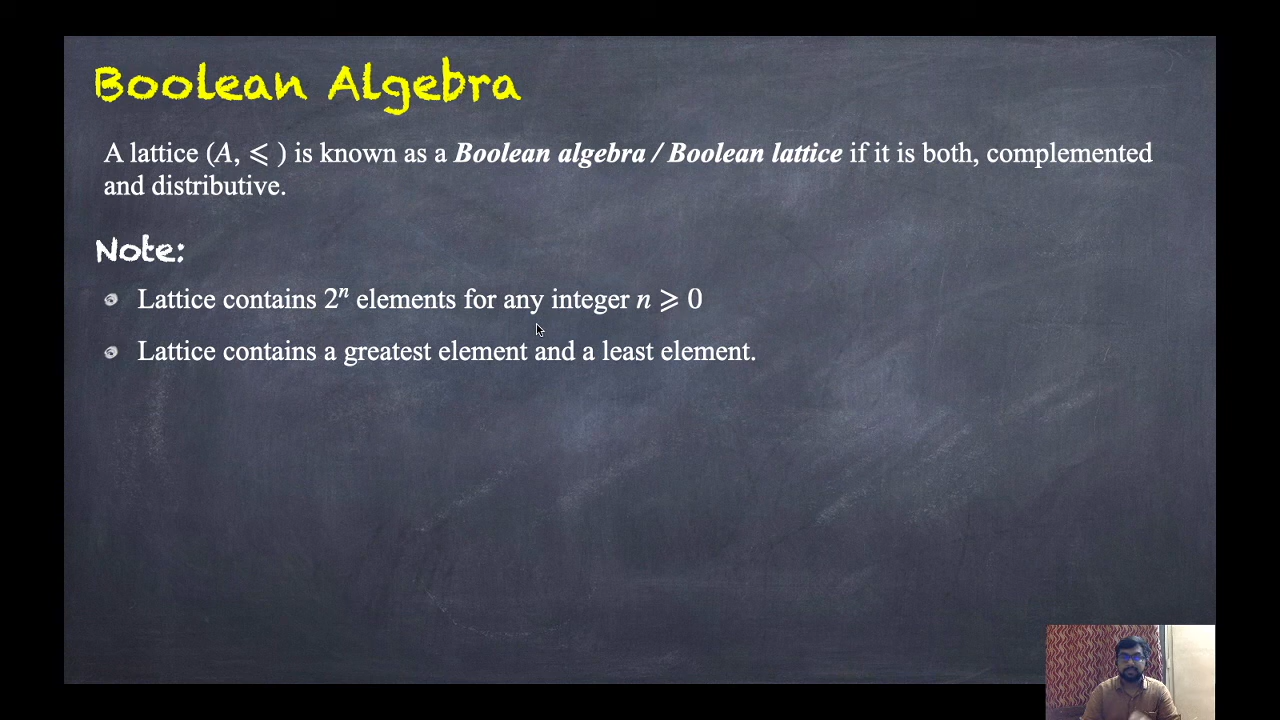 Boolean Algebra
A lattice (A, ⩽ ) is known as a Boolean algebra / Boolean lattice if it is both, complemented
and distributive.
Note:
Lattice contains 2ⁿ elements for any integer n ⩾ 0
Lattice contains a greatest element and a least element.